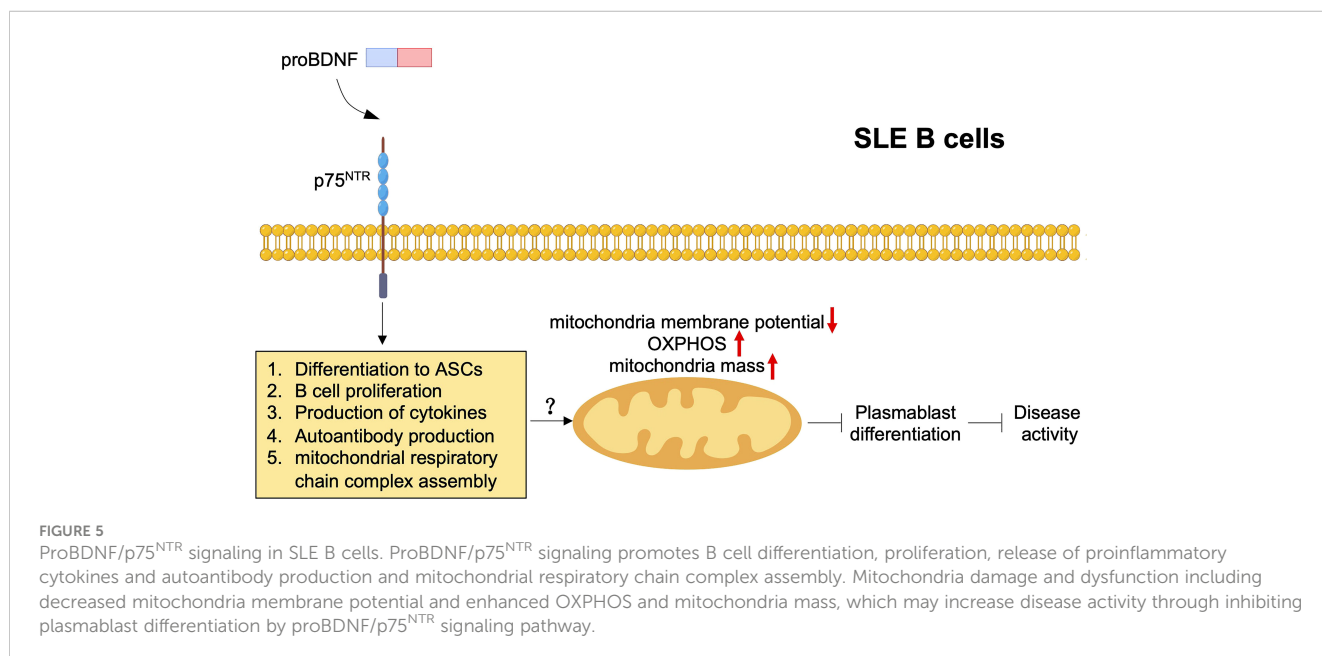 proBDNF
SLE B cells
p75NTR
mitochondria membrane potential
OXPHOS
mitochondria mass
1. Differentiation to ASCs
2. B cell proliferation
3. Production of cytokines
4. Autoantibody production
5. mitochondrial respiratory
chain complex assembly
?
Plasmablast
differentiation
Disease
activity
FIGURE 5
ProBDNF/p75NTR signaling in SLE B cells. ProBDNF/p75NTR signaling promotes B cell differentiation, proliferation, release of proinflammatory
cytokines and autoantibody production and mitochondrial respiratory chain complex assembly. Mitochondria damage and dysfunction including
decreased mitochondria membrane potential and enhanced OXPHOS and mitochondria mass, which may increase disease activity through inhibiting
plasmablast differentiation by proBDNF/p75NTR signaling pathway.